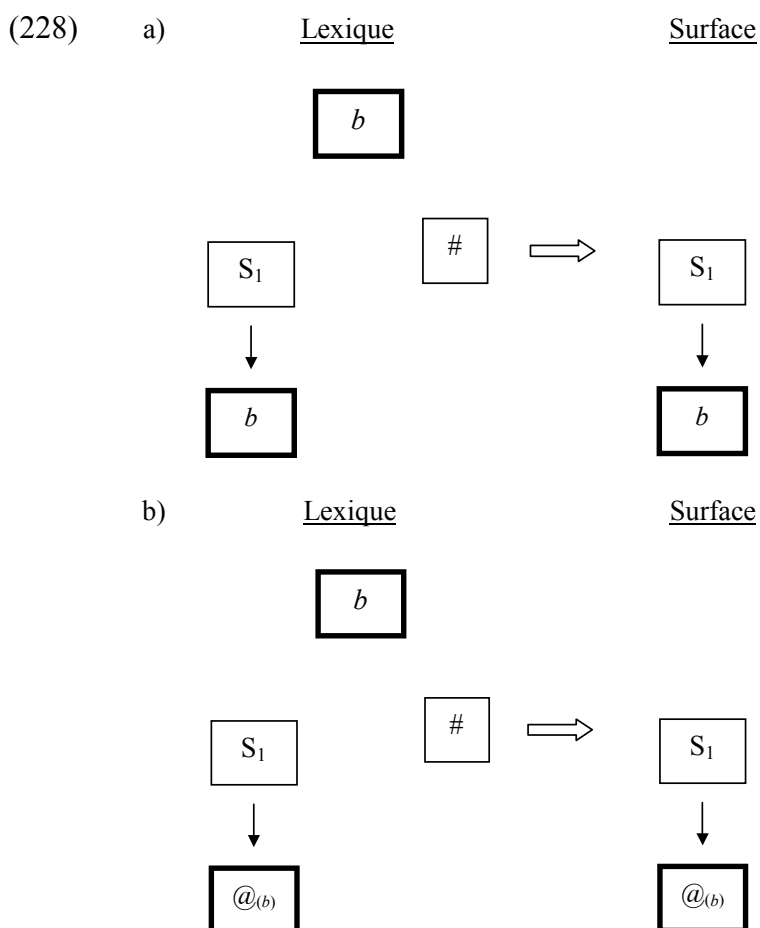 (228) a) Lexique Surface
b
S₁ # ⇒ S₁
↓ ↓
b b
b) Lexique Surface
b
S₁ # ⇒ S₁
↓ ↓
@₍b₎ @₍b₎